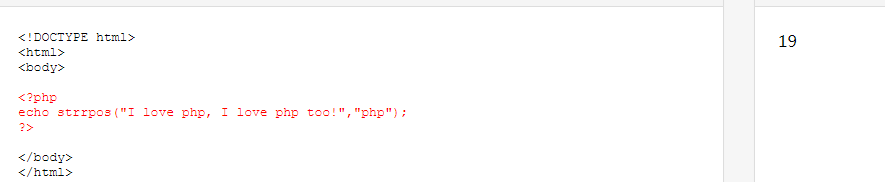 <!DOCTYPE html>
<html>
<body>
<?php
echo strrpos("I love php, I love php too!","php");
?>
</body>
</html>
19